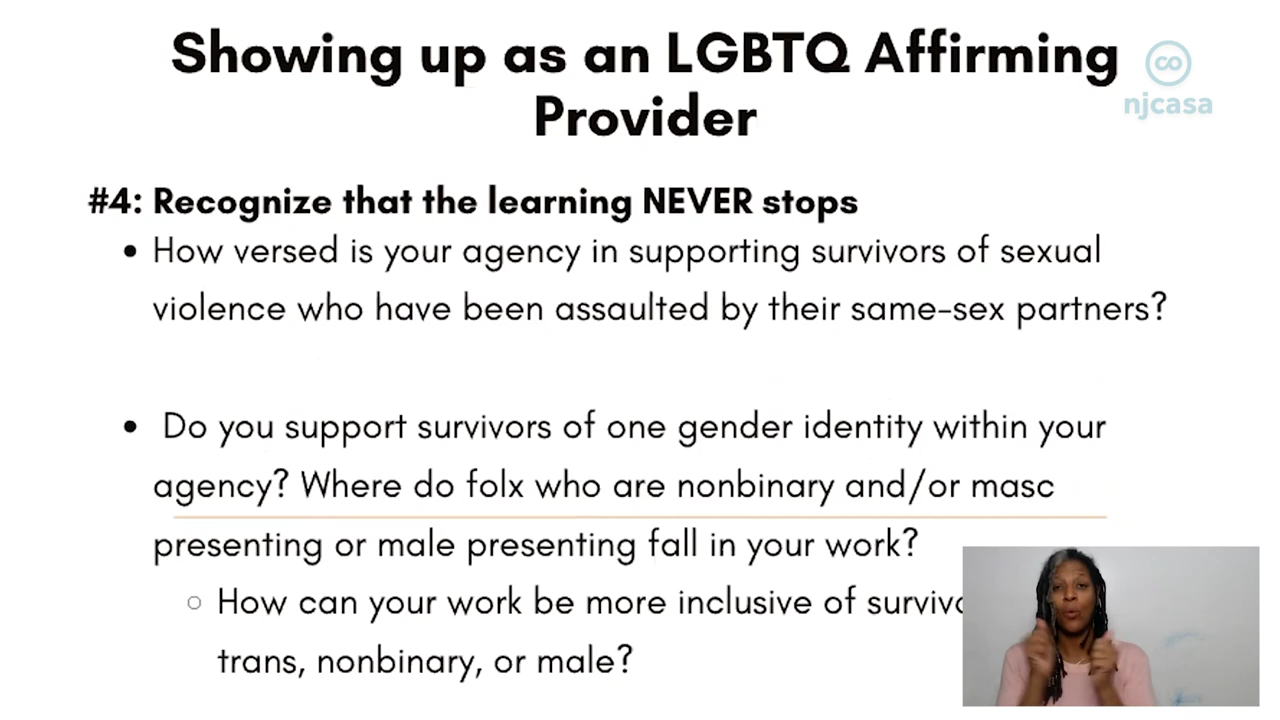 Showing up as an LGBTQ Affirming
Provider
njcasa
#4: Recognize that the learning NEVER stops
• How versed is your agency in supporting survivors of sexual
violence who have been assaulted by their same-sex partners?
• Do you support survivors of one gender identity within your
agency? Where do folx who are nonbinary and/or masc
presenting or male presenting fall in your work?
○ How can your work be more inclusive of
trans, nonbinary, or male?